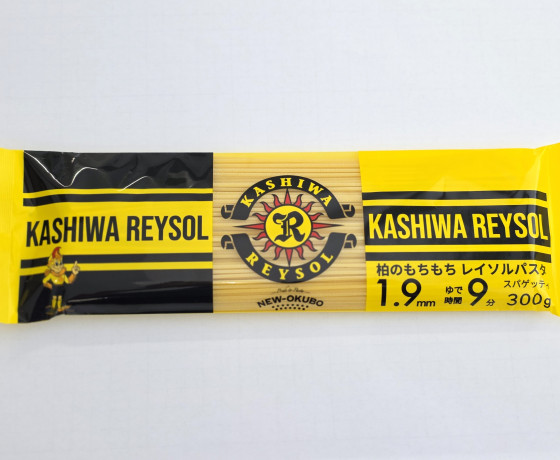 KASHIWA REYSOL
KASHIWA
R
REYSOL
NEW-OKUBO
KASHIWA REYSOL
柏のもちもち レイソルパスタ
スパゲッティ
1.9mm ゆで時間 9分 300g